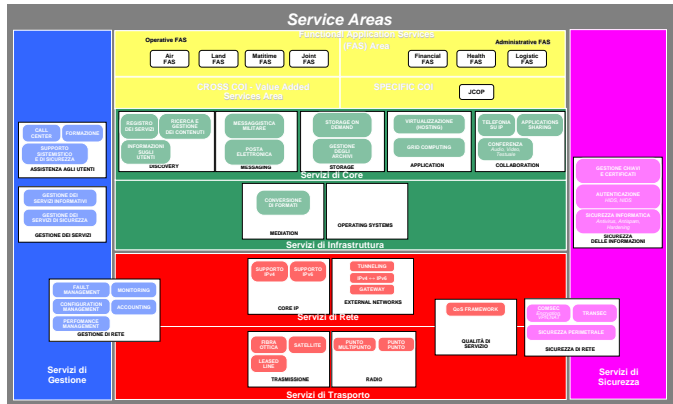 Service Areas
Functional Application Services
(FAS) Area
Operative FAS
Administrative FAS
Air
FAS
Land
FAS
Matitime
FAS
Joint
FAS
Financial
FAS
Health
FAS
Logistic
FAS
CROSS COI / Value Added
Services Area
SPECIFIC COI
JCOP
REGISTRO
DEI SERVIZI
RICERCA E
GESTIONE
DEI CONTENUTI
INFORMAZIONI
SUGLI
UTENTI
DISCOVERY
MESSAGGISTICA
MILITARE
POSTA
ELETTRONICA
MESSAGING
STORAGE ON
DEMAND
GESTIONE
DEGLI
ARCHIVI
STORAGE
VIRTUALIZZAZIONE
(HOSTING)
GRID COMPUTING
APPLICATION
TELEFONIA
SU IP
APPLICATIONS
SHARING
CONFERENZA
Audio, Video,
Testuale
COLLABORATION
Servizi di Core
CALL
CENTER
FORMAZIONE
SUPPORTO
SISTEMISTICO
E DI SICUREZZA
ASSISTENZA AGLI UTENTI
GESTIONE DEI
SERVIZI INFORMATIVI
GESTIONE DEI
SERVIZI DI SICUREZZA
GESTIONE DEI SERVIZI
CONVERSIONE
DI FORMATI
MEDIATION
OPERATING SYSTEMS
Servizi di Infrastruttura
GESTIONE CHIAVI
E CERTIFICATI
AUTENTICAZIONE
SICUREZZA INFORMATICA
SICUREZZA
DELLE INFORMAZIONI
SUPPORTO
IPv4
SUPPORTO
IPv6
CORE IP
TUNNELING
IPv4 ↔ IPv6
GATEWAY
EXTERNAL NETWORKS
Servizi di Rete
FAULT
MANAGEMENT
MONITORING
CONFIGURATION
MANAGEMENT
ACCOUNTING
PERFOMANCE
MANAGEMENT
GESTIONE DI RETE
QoS FRAMEWORK
QUALITÀ DI
SERVIZIO
COMSEC
TRANSEC
SICUREZZA PERIMETRALE
SICUREZZA DI RETE
FIBRA
OTTICA
SATELLITE
LEASED
LINE
TRASMISSIONE
PUNTO
MULTIPUNTO
PUNTO
PUNTO
RADIO
Servizi di Trasporto
Servizi di
Gestione
Servizi di
Sicurezza